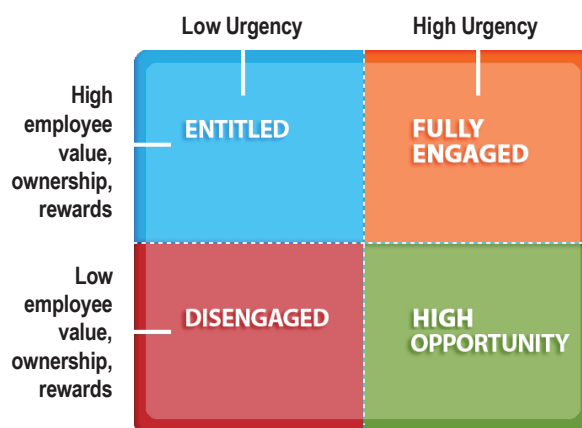 Low Urgency
High Urgency
High
employee
value,
ownership,
rewards
ENTITLED
FULLY
ENGAGED
Low
employee
value,
ownership,
rewards
DISENGAGED
HIGH
OPPORTUNITY